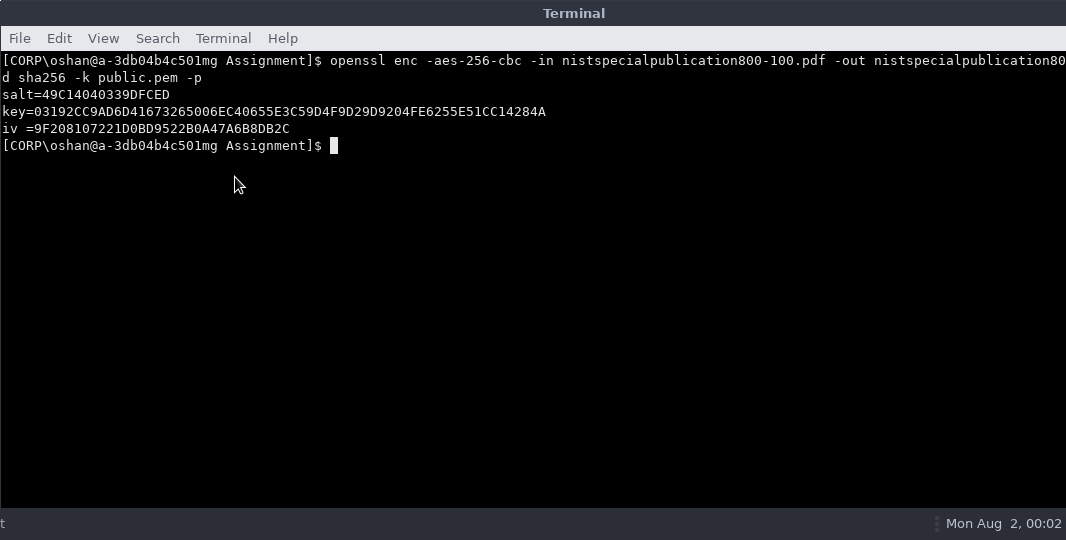 Terminal
File Edit View Search Terminal Help
[CORP\oshan@a-3db04b4c501mg Assignment]$ openssl enc -aes-256-cbc -in nistspecialpublication800-100.pdf -out nistspecialpublication80
d sha256 -k public.pem -p
salt=49C14040339DFCED
key=03192CC9AD6D41673265006EC40655E3C59D4F9D29D9204FE6255E51CC14284A
iv =9F208107221D0BD9522B0A47A6B8DB2C
[CORP\oshan@a-3db04b4c501mg Assignment]$
t
Mon Aug 2, 00:02